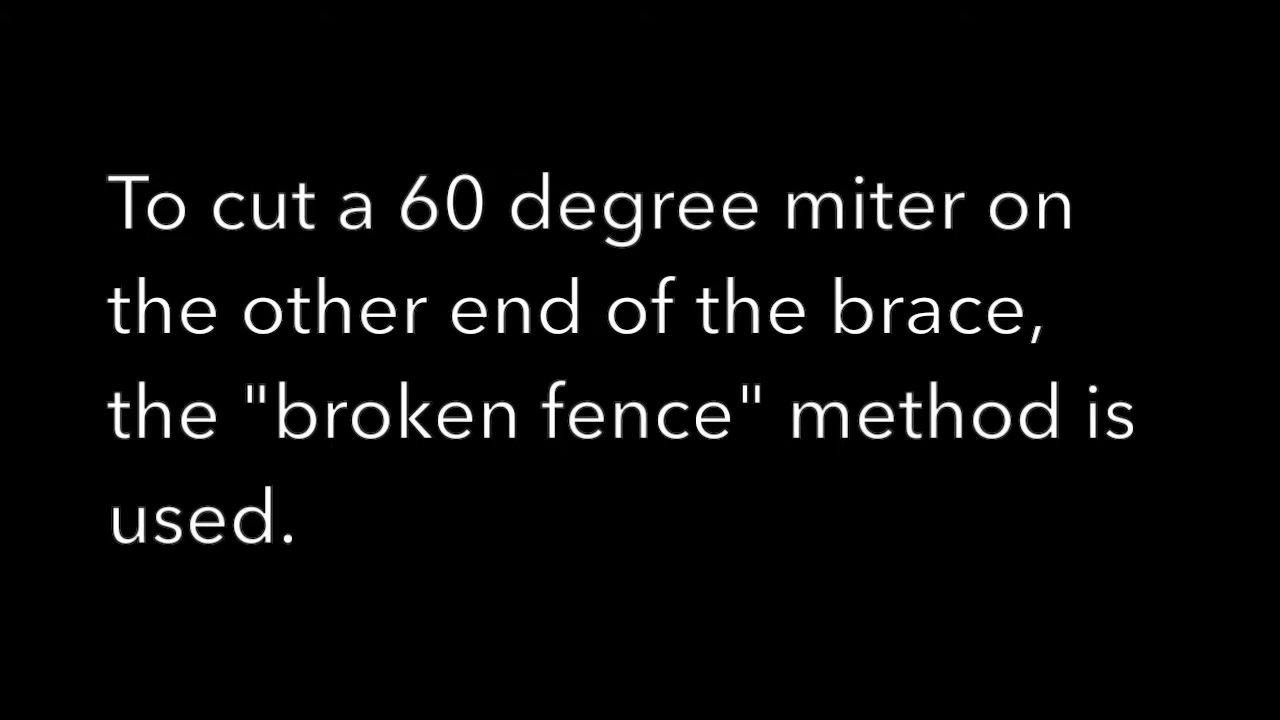 To cut a 60 degree miter on
the other end of the brace,
the "broken fence" method is
used.